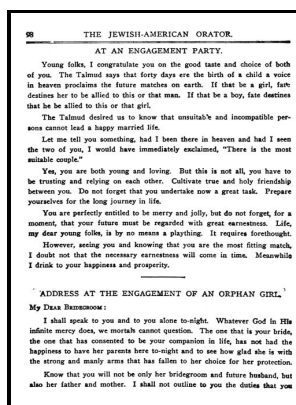 98 THE JEWISH-AMERICAN ORATOR.
AT AN ENGAGEMENT PARTY.
Young folks, I congratulate you on the good taste and choice of both
of you. The Talmud says that forty days ere the birth of a child a voice
in heaven proclaims the future matches on earth. If that be a girl, fate
destines her to be allied to this or that man. If that be a boy, fate destines
that he be allied to this or that girl.
The Talmud desired us to know that unsuitable and incompatible per-
sons cannot lead a happy married life.
Let me tell you something, had I been there in heaven and had I seen
the two of you, I would have immediately exclaimed, "There is the most
suitable couple."
Yes, you are both young and loving. But this is not all, you have to
be trusting and relying on each other. Cultivate true and holy friendship
between you. Do not forget that you undertake now a great task. Prepare
yourselves for the long journey in life.
You are perfectly entitled to be merry and jolly, but do not forget, for a
moment, that your future must be regarded with great earnestness. Life,
my dear young folks, is by no means a plaything. It requires forethought.
However, seeing you and knowing that you are the most fitting match,
I doubt not that the necessary earnestness will come in time. Meanwhile
I drink to your happiness and prosperity.
ADDRESS AT THE ENGAGEMENT OF AN ORPHAN GIRL.
My Dear Bridegroom:
I shall speak to you and to you alone to-night. Whatever God in His
infinite mercy does, we mortals cannot question. The one that is your bride,
the one that has consented to be your companion in life, has not had the
happiness to have her parents here to-night and to see how glad she is with
the strong and manly arms that has fallen to her choice for her protection.
Know that you will not be only her bridegroom and future husband, but
also her father and mother. I shall not outline to you the duties that you